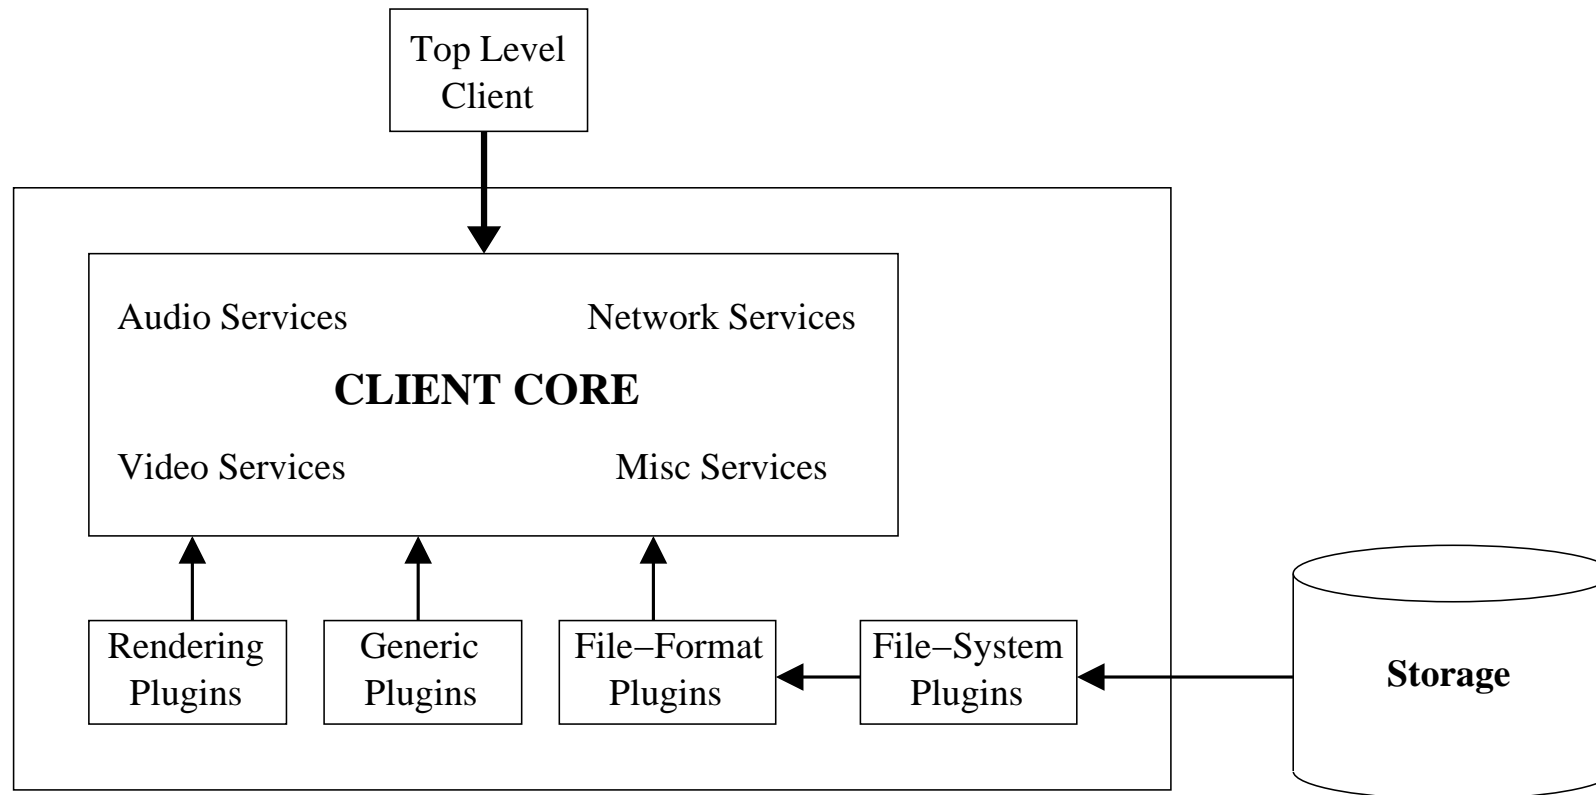 Top Level
Client
Audio Services
Network Services
CLIENT CORE
Video Services
Misc Services
Rendering
Plugins
Generic
Plugins
File–Format
Plugins
File–System
Plugins
Storage